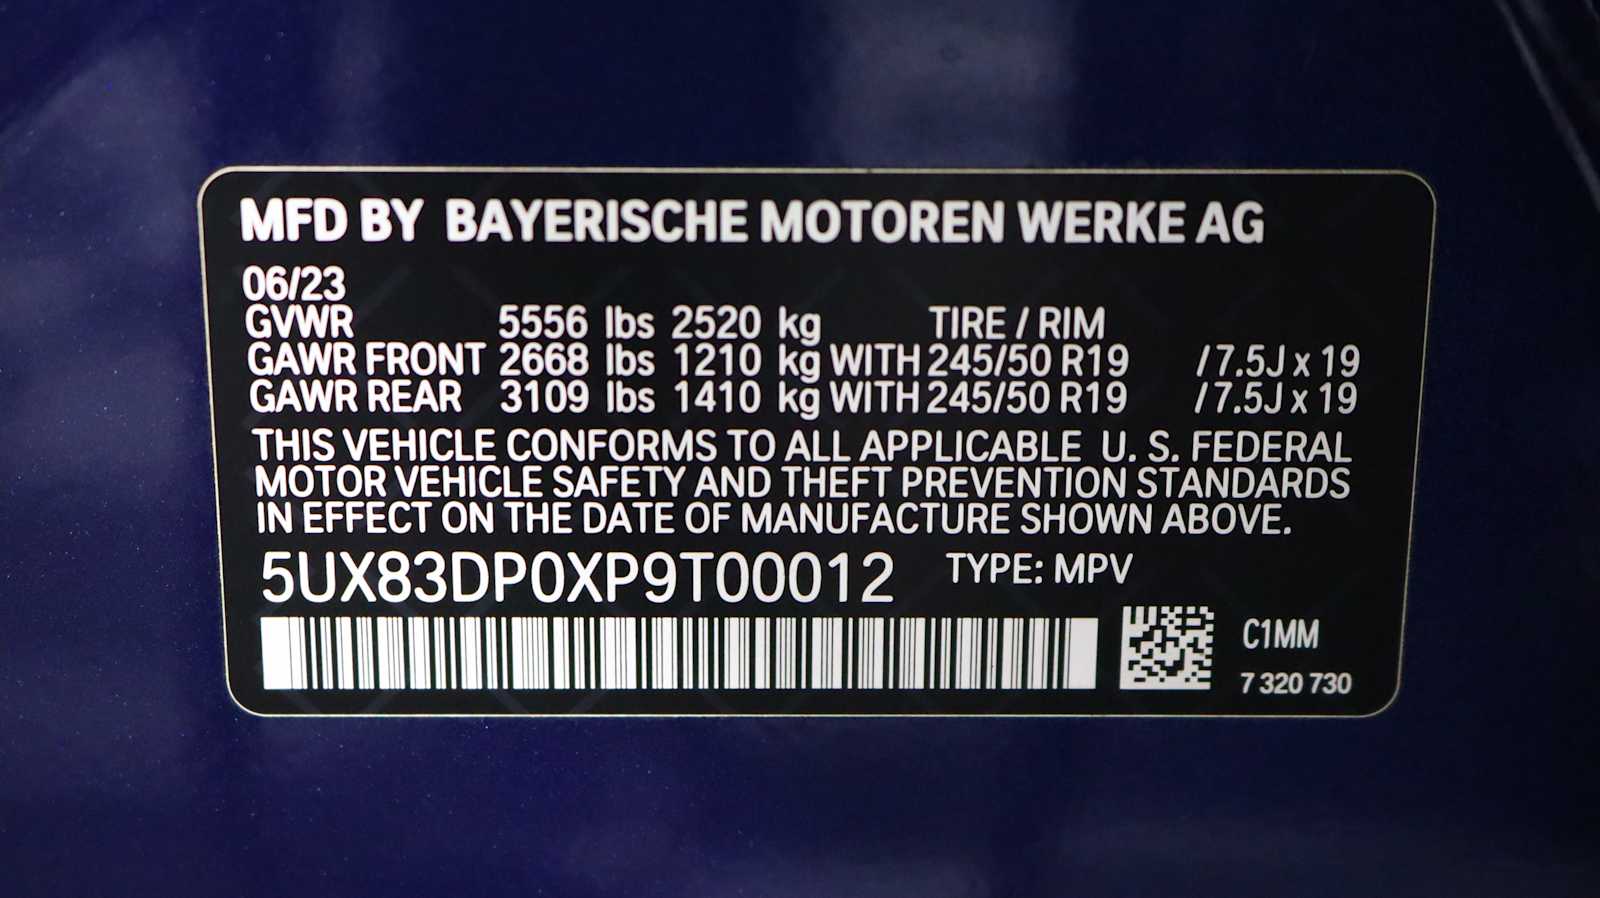 MFD BY BAYERISCHE MOTOREN WERKE AG
06/23
GVWR 5556 lbs 2520 kg TIRE / RIM
GAWR FRONT 2668 lbs 1210 kg WITH 245/50 R19 / 7.5J x 19
GAWR REAR 3109 lbs 1410 kg WITH 245/50 R19 / 7.5J x 19
THIS VEHICLE CONFORMS TO ALL APPLICABLE U. S. FEDERAL
MOTOR VEHICLE SAFETY AND THEFT PREVENTION STANDARDS
IN EFFECT ON THE DATE OF MANUFACTURE SHOWN ABOVE.
5UX83DP0XP9T00012 TYPE: MPV
C1MM
7 320 730